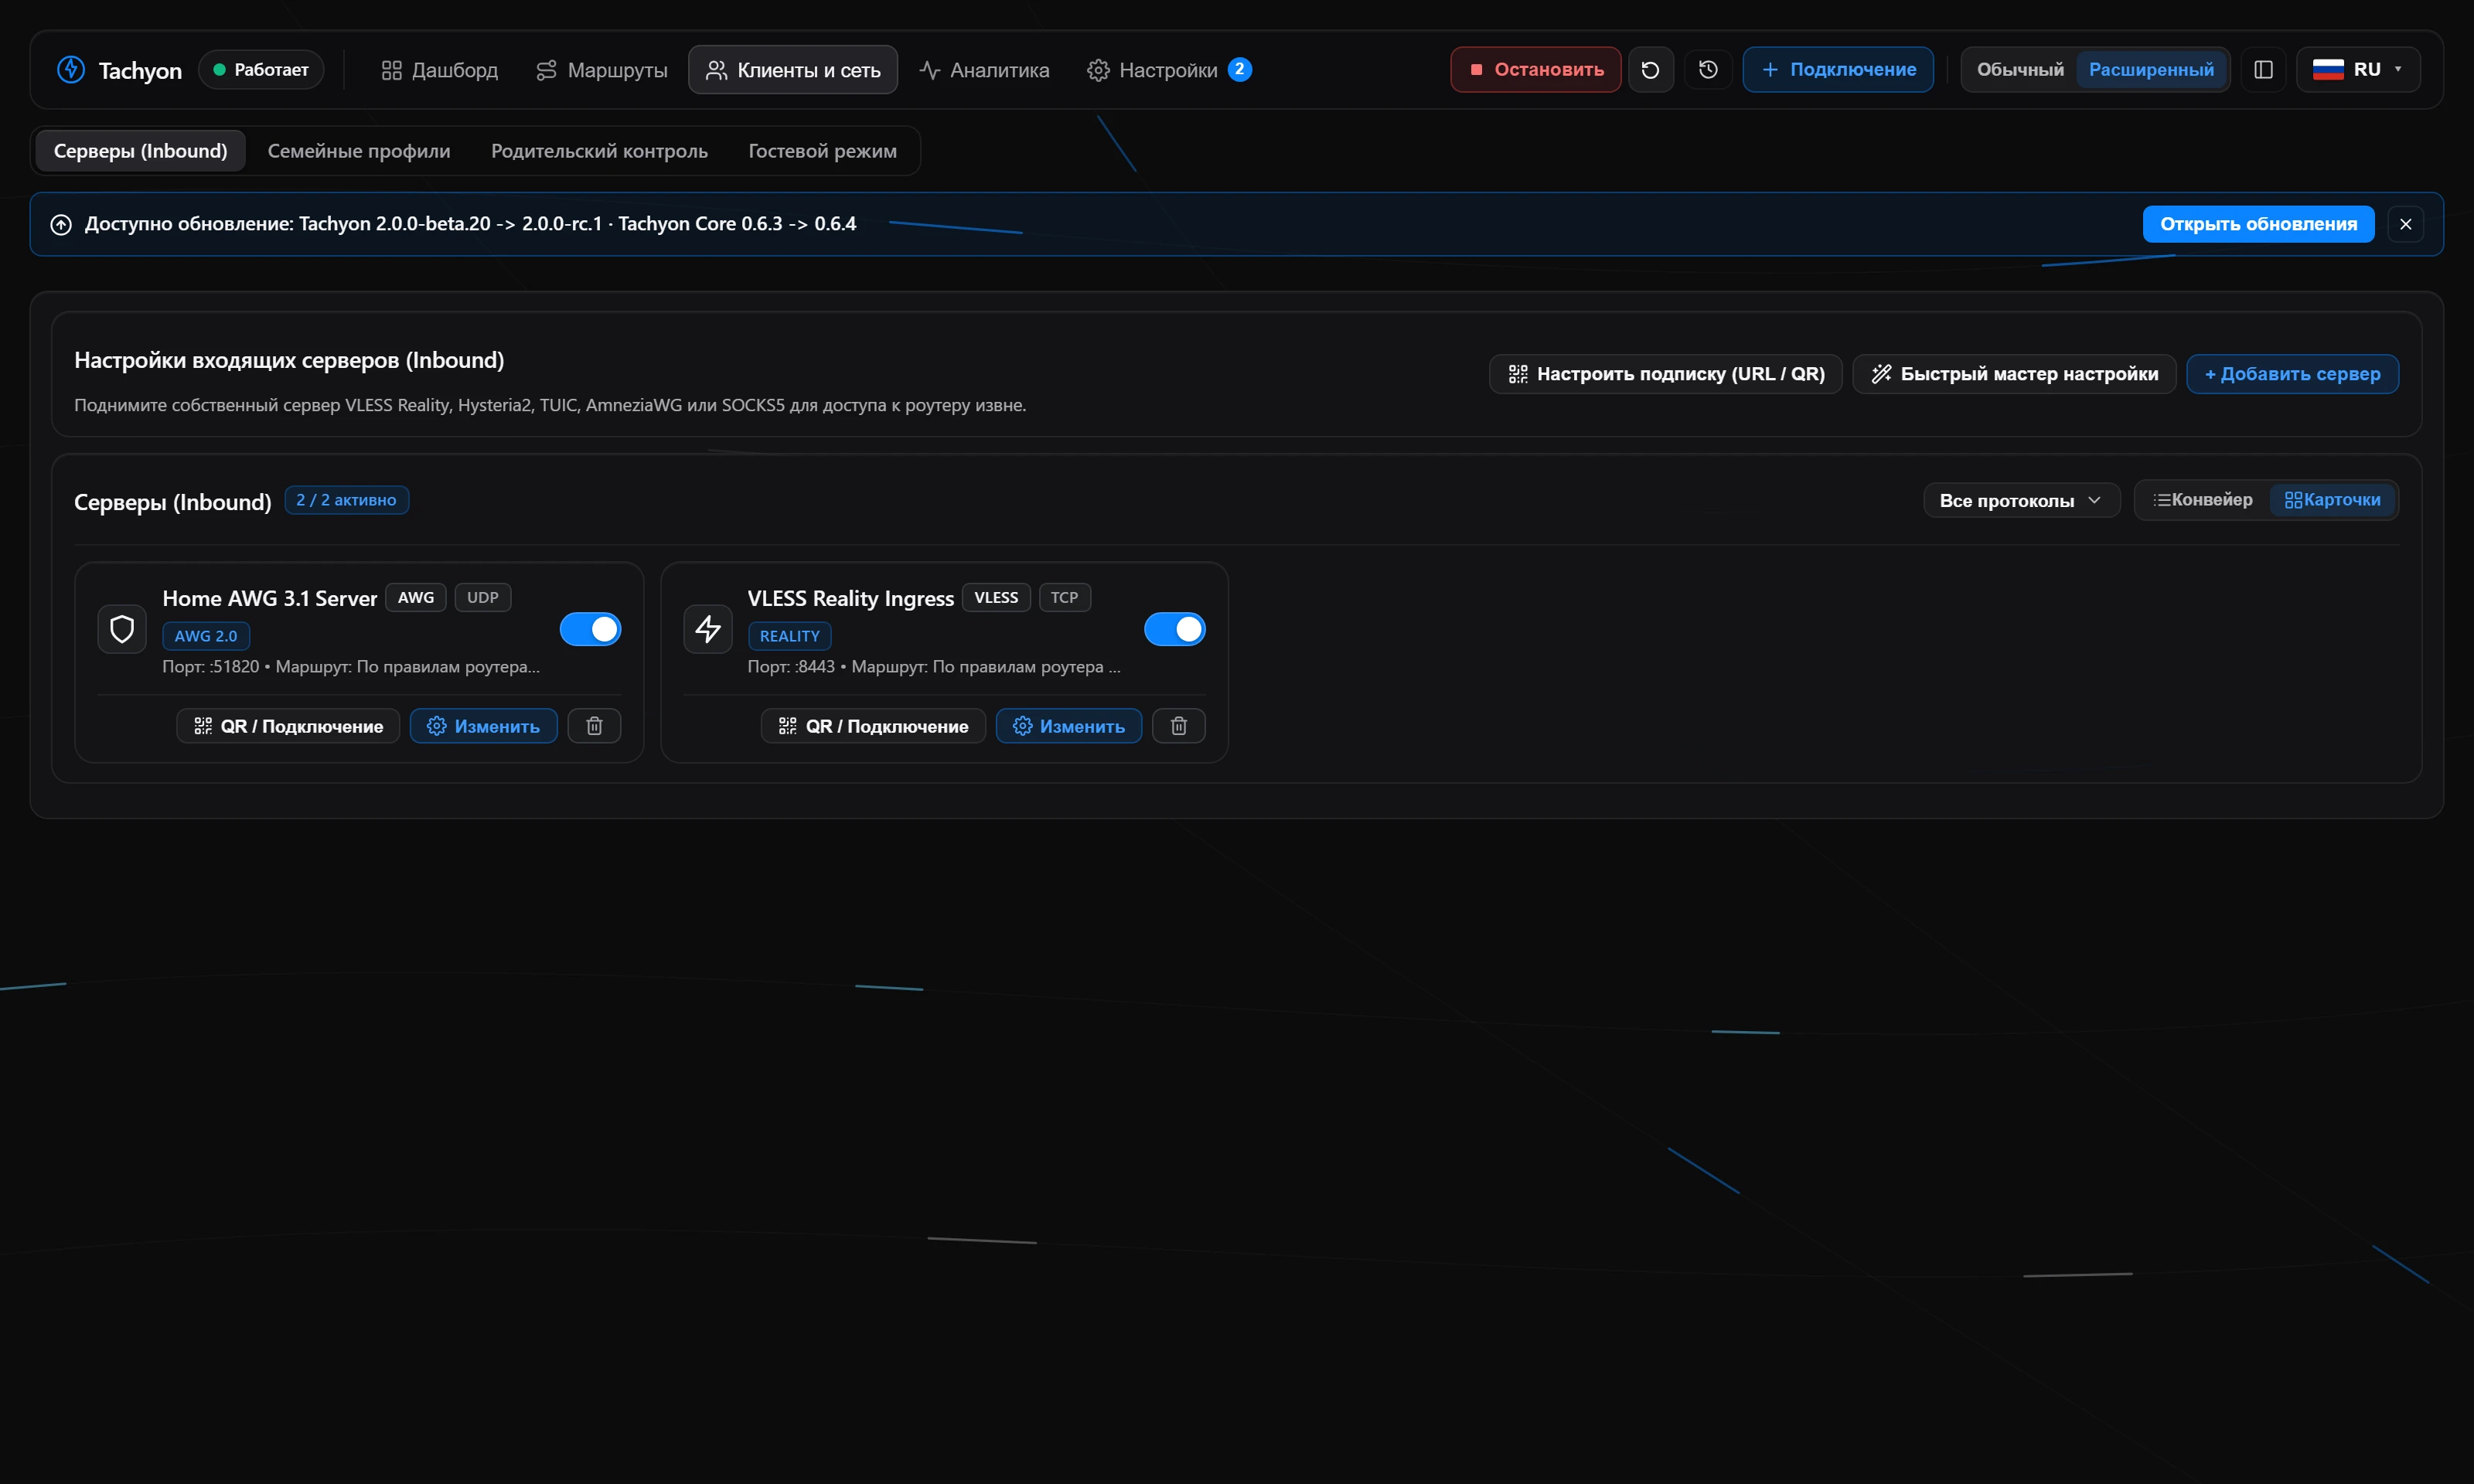 Tachyon Работает Дашборд Маршруты Клиенты и сеть Аналитика Настройки 2 Остановить + Подключение Обычный Расширенный RU
Серверы (Inbound) Семейные профили Родительский контроль Гостевой режим
Доступно обновление: Tachyon 2.0.0-beta.20 -> 2.0.0-rc.1 · Tachyon Core 0.6.3 -> 0.6.4 Открыть обновления
Настройки входящих серверов (Inbound)
Настроить подписку (URL / QR) Быстрый мастер настройки + Добавить сервер
Поднимите собственный сервер VLESS Reality, Hysteria2, TUIC, AmneziaWG или SOCKS5 для доступа к роутеру извне.
Серверы (Inbound) 2 / 2 активно Все протоколы Конвейер Карточки
Home AWG 3.1 Server AWG UDP
AWG 2.0
Порт: :51820 • Маршрут: По правилам роутера...
QR / Подключение Изменить
VLESS Reality Ingress VLESS TCP
REALITY
Порт: :8443 • Маршрут: По правилам роутера ...
QR / Подключение Изменить